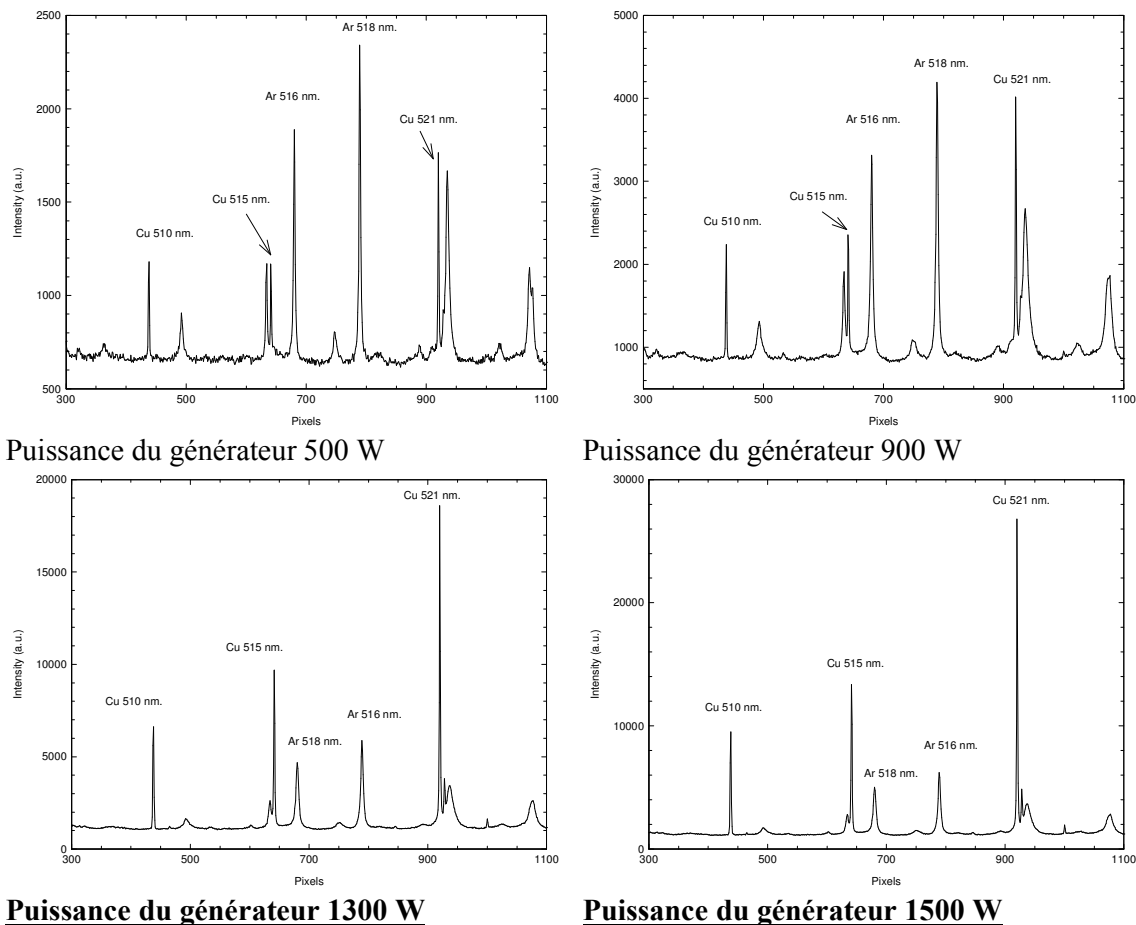 2500
2000
1500
1000
500
Intensity (a.u.)
Cu 510 nm.
Cu 515 nm.
Ar 516 nm.
Ar 518 nm.
Cu 521 nm.
300 500 700 900 1100
Pixels
Puissance du générateur 500 W
5000
4000
3000
2000
1000
Intensity (a.u.)
Cu 510 nm.
Cu 515 nm.
Ar 516 nm.
Ar 518 nm.
Cu 521 nm.
300 500 700 900 1100
Pixels
Puissance du générateur 900 W
20000
15000
10000
5000
0
Intensity (a.u.)
Cu 510 nm.
Cu 515 nm.
Ar 518 nm.
Ar 516 nm.
Cu 521 nm.
300 500 700 900 1100
Pixels
Puissance du générateur 1300 W
30000
20000
10000
0
Intensity (a.u.)
Cu 510 nm.
Cu 515 nm.
Ar 518 nm.
Ar 516 nm.
Cu 521 nm.
300 500 700 900 1100
Pixels
Puissance du générateur 1500 W